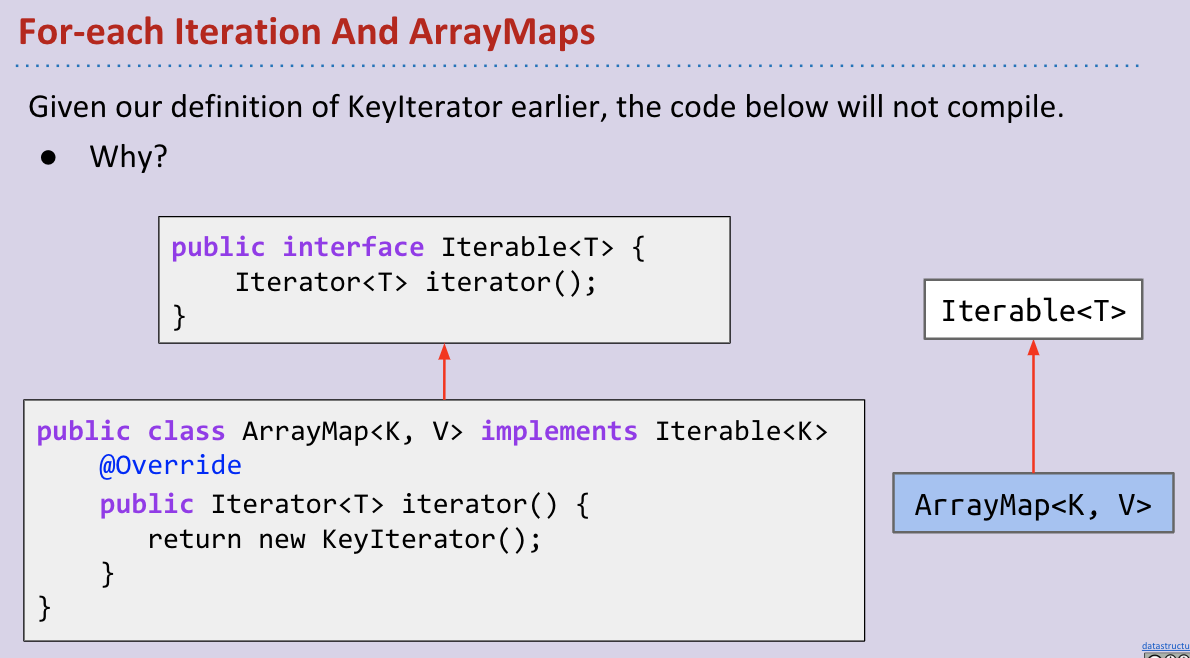 For-each Iteration And ArrayMaps
Given our definition of KeyIterator earlier, the code below will not compile.
● Why?
public interface Iterable<T> {
Iterator<T> iterator();
}
Iterable<T>
public class ArrayMap<K, V> implements Iterable<K>
@Override
public Iterator<T> iterator() {
return new KeyIterator();
}
}
ArrayMap<K, V>
datastructu